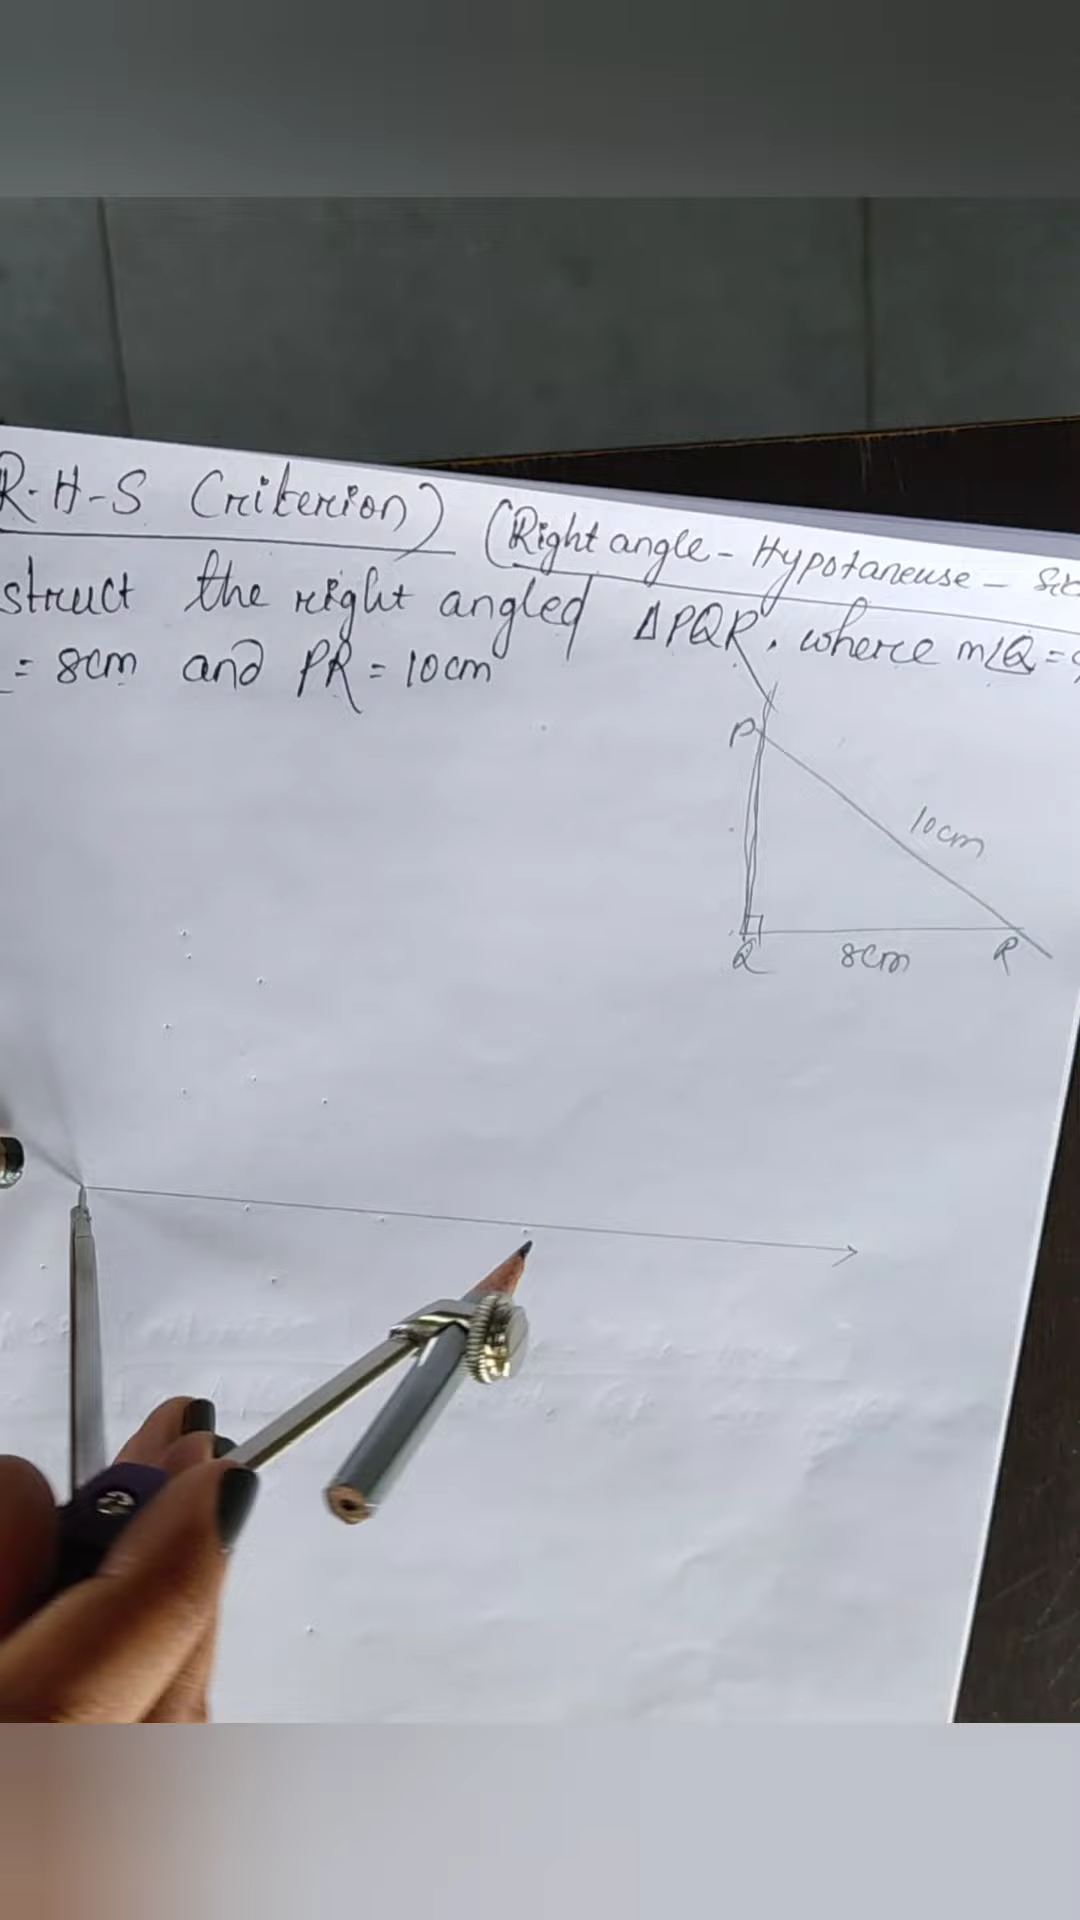 R-H-S Criterion) (Right angle - Hypotaneuse -
struct the right angled ΔPQR, where m∠Q =
= 8cm and PR = 10cm
P
10cm
Q 8cm R